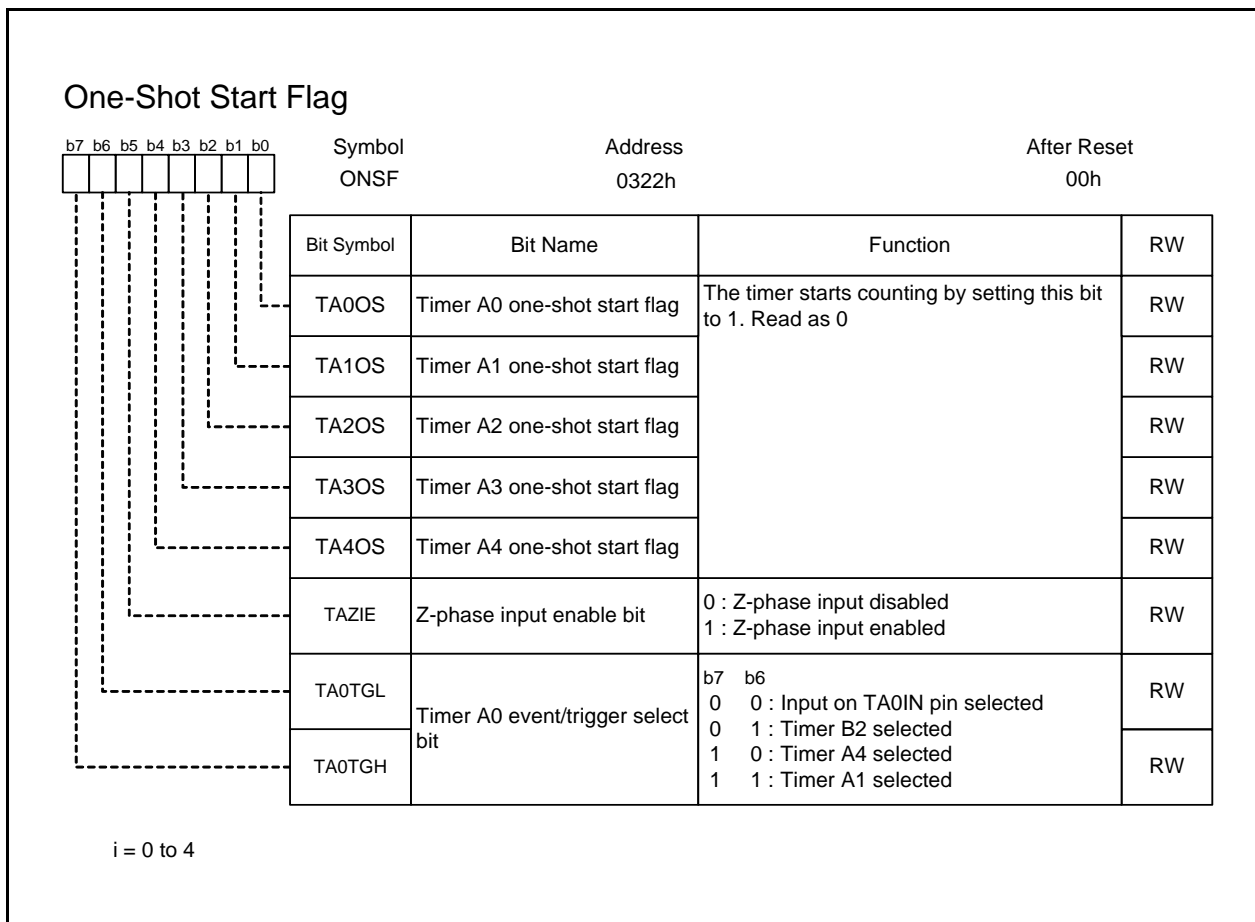 One-Shot Start Flag
b7 b6 b5 b4 b3 b2 b1 b0
Symbol Address After Reset
ONSF 0322h 00h
Bit Symbol Bit Name Function RW
TA0OS Timer A0 one-shot start flag The timer starts counting by setting this bit
to 1. Read as 0 RW
TA1OS Timer A1 one-shot start flag RW
TA2OS Timer A2 one-shot start flag RW
TA3OS Timer A3 one-shot start flag RW
TA4OS Timer A4 one-shot start flag RW
TAZIE Z-phase input enable bit 0 : Z-phase input disabled
1 : Z-phase input enabled RW
TA0TGL Timer A0 event/trigger select
bit b7 b6
0 0 : Input on TA0IN pin selected RW
0 1 : Timer B2 selected
1 0 : Timer A4 selected
TA0TGH 1 1 : Timer A1 selected RW
i = 0 to 4